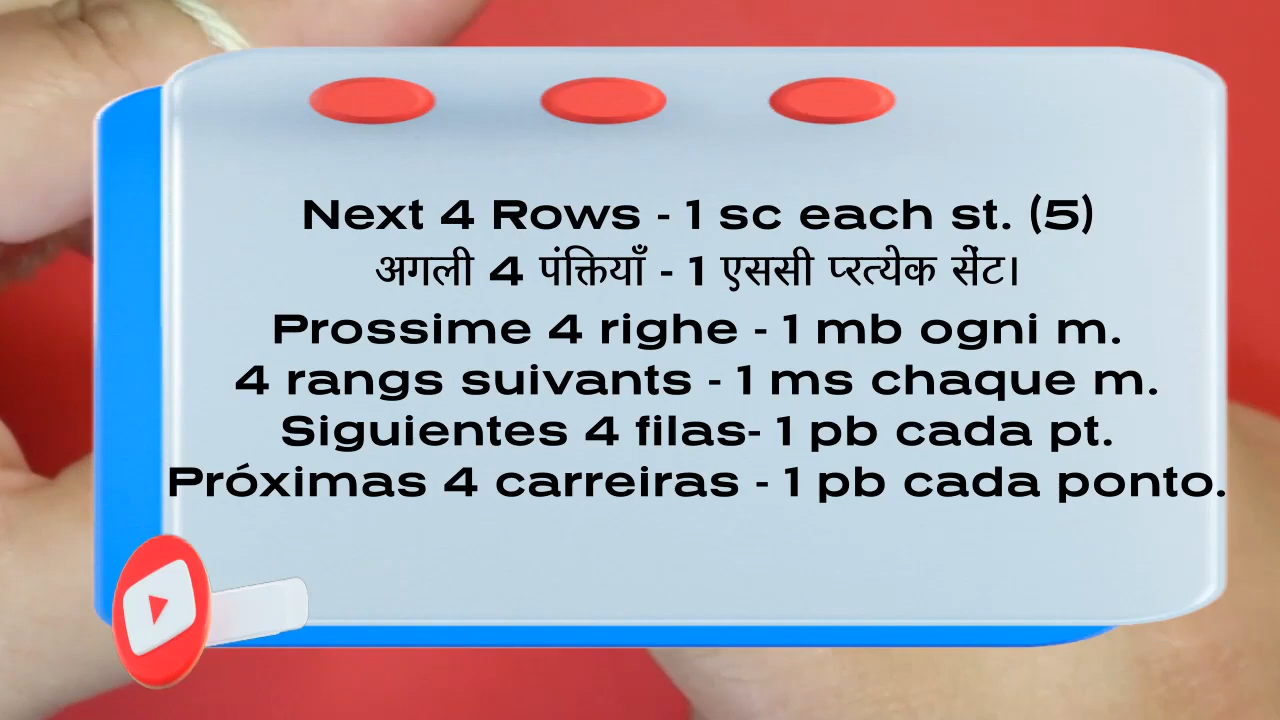 Next 4 Rows - 1 sc each st. (5)
अगली 4 पंक्तियाँ - 1 एससी प्रत्येक सेंट।
Prossime 4 righe - 1 mb ogni m.
4 rangs suivants - 1 ms chaque m.
Siguientes 4 filas- 1 pb cada pt.
Próximas 4 carreiras - 1 pb cada ponto.